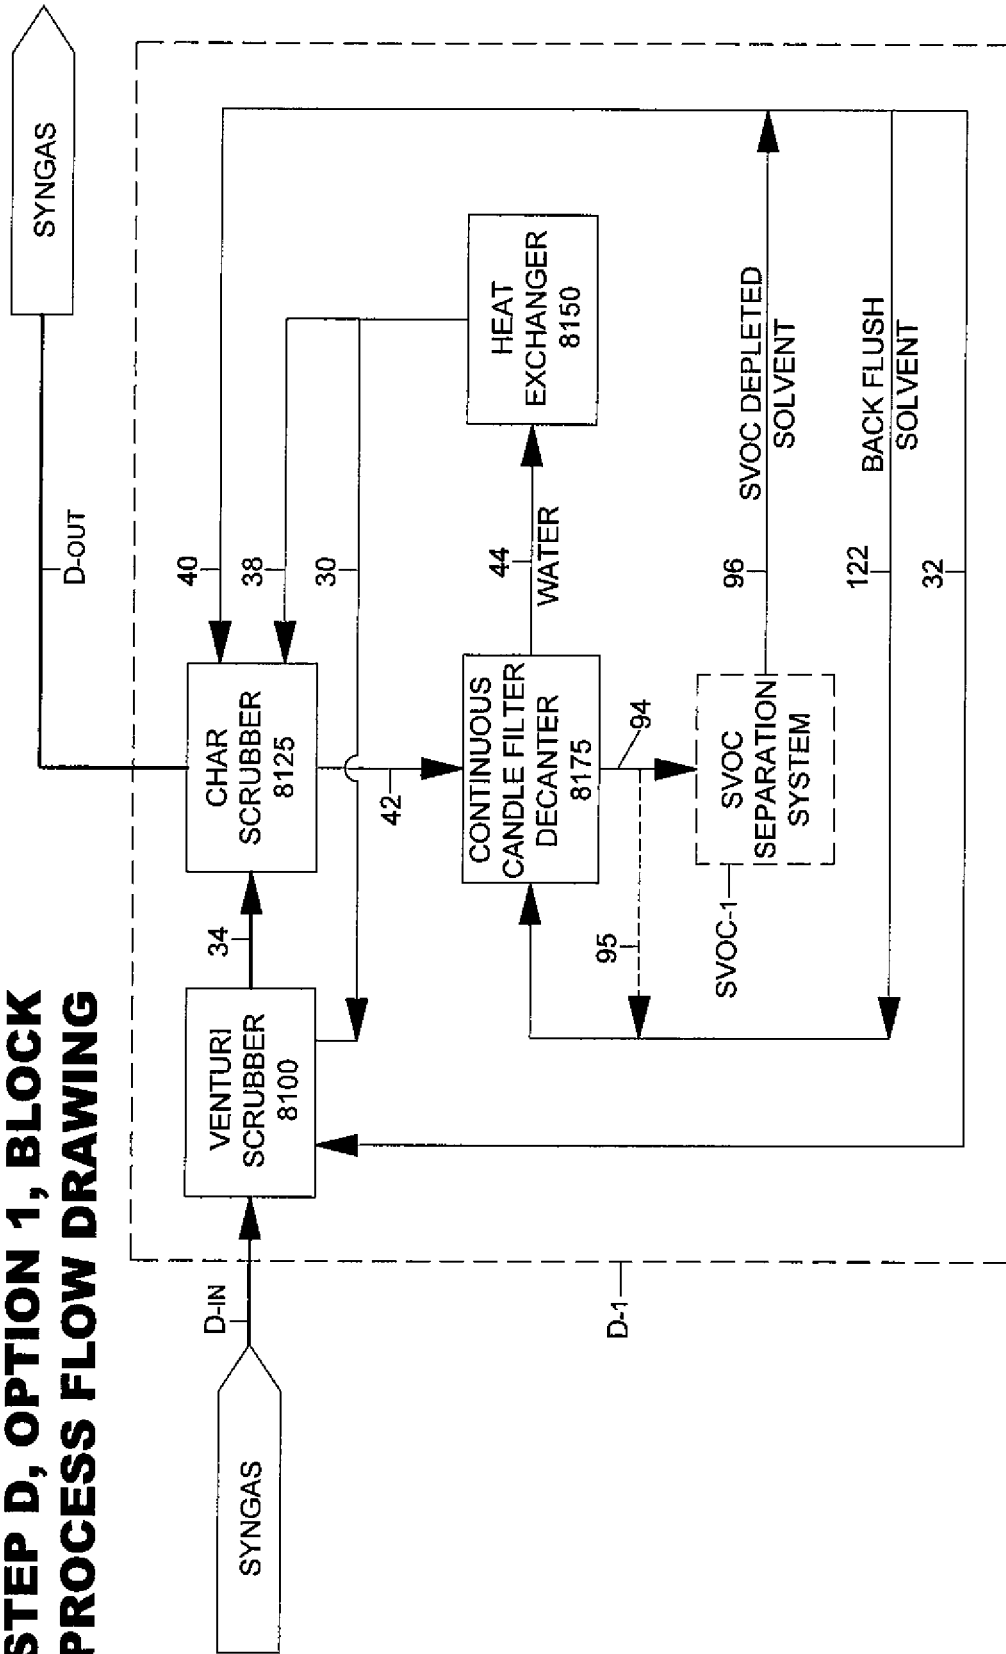 STEP D, OPTION 1, BLOCK
PROCESS FLOW DRAWING
SYNGAS
D-OUT
SYNGAS
D-IN
VENTURI
SCRUBBER
8100
34
CHAR
SCRUBBER
8125
40
38
30
42
D-1
95
CONTINUOUS
CANDLE FILTER
DECANTER
8175
44
WATER
HEAT
EXCHANGER
8150
94
SVOC-1
SVOC
SEPARATION
SYSTEM
96
SVOC DEPLETED
SOLVENT
122
BACK FLUSH
SOLVENT
32